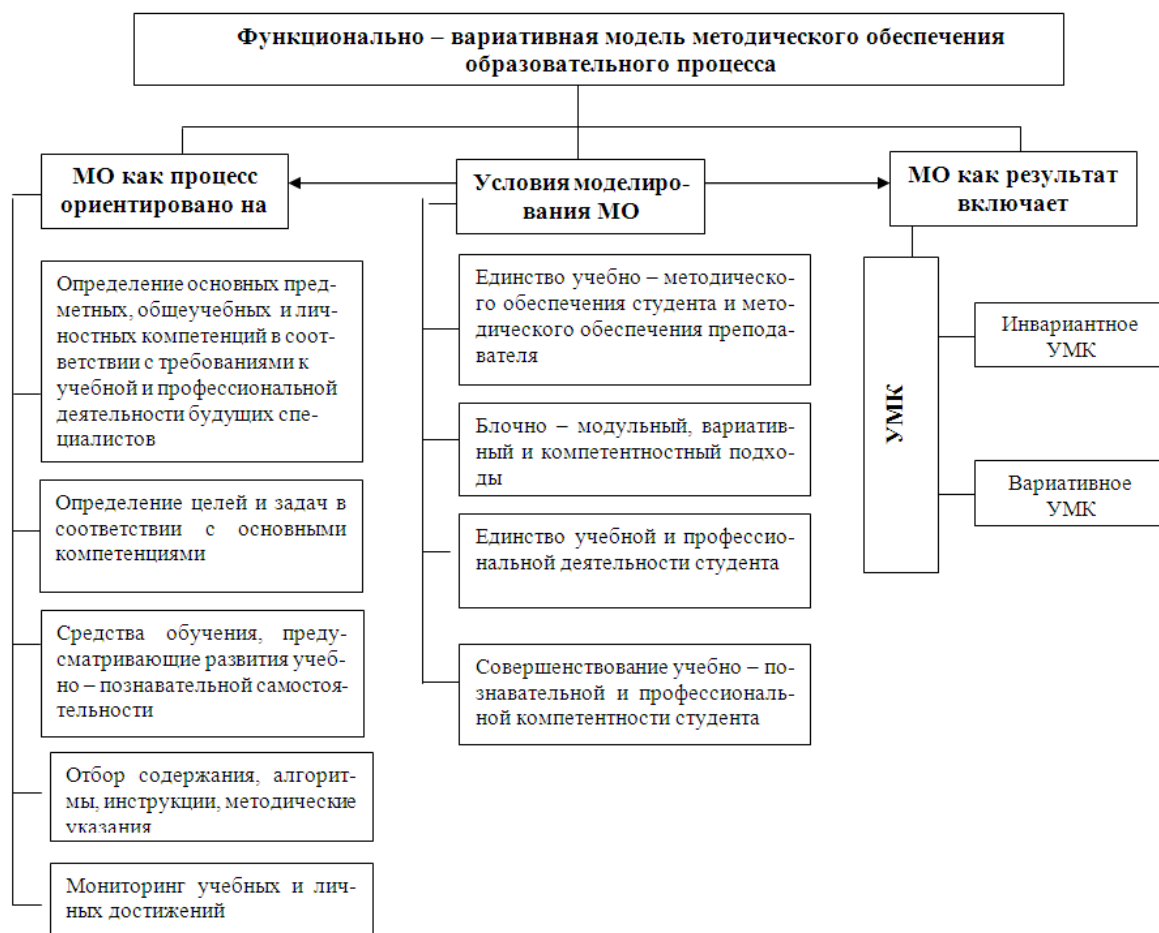 Функционально – вариативная модель методического обеспечения
образовательного процесса
МО как процесс
ориентировано на
Определение основных пред-
метных, общеучебных и лич-
ностных компетенций в соот-
ветствии с требованиями к
учебной и профессиональной
деятельности будущих спе-
циалистов
Определение целей и задач в
соответствии с основными
компетенциями
Средства обучения, преду-
сматривающие развития учеб-
но – познавательной самостоя-
тельности
Отбор содержания, алгорит-
мы, инструкции, методические
указания
Мониторинг учебных и лич-
ных достижений
Условия моделиро-
вания МО
Единство учебно – методическо-
го обеспечения студента и мето-
дического обеспечения препода-
вателя
Блочно – модульный, вариатив-
ный и компетентностный подхо-
ды
Единство учебной и профессио-
нальной деятельности студента
Совершенствование учебно – по-
знавательной и профессиональ-
ной компетентности студента
МО как результат
включает
УМК
Инвариантное
УМК
Вариативное
УМК